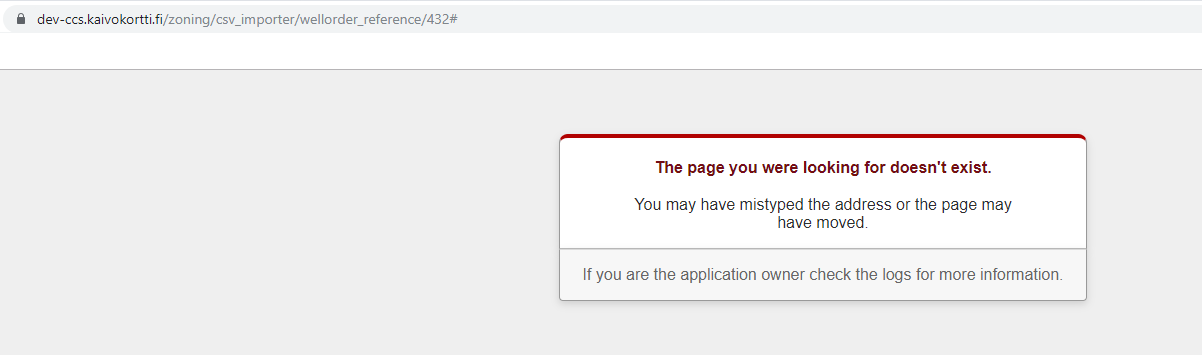 dev-ccs.kaivokortti.fi/zoning/csv_importer/wellorder_reference/432#
The page you were looking for doesn't exist.
You may have mistyped the address or the page may
have moved.
If you are the application owner check the logs for more information.